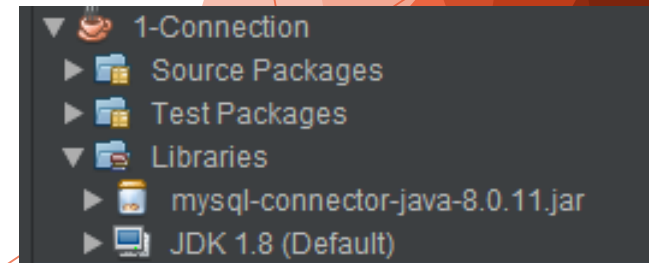 1-Connection
Source Packages
Test Packages
Libraries
mysql-connector-java-8.0.11.jar
JDK 1.8 (Default)